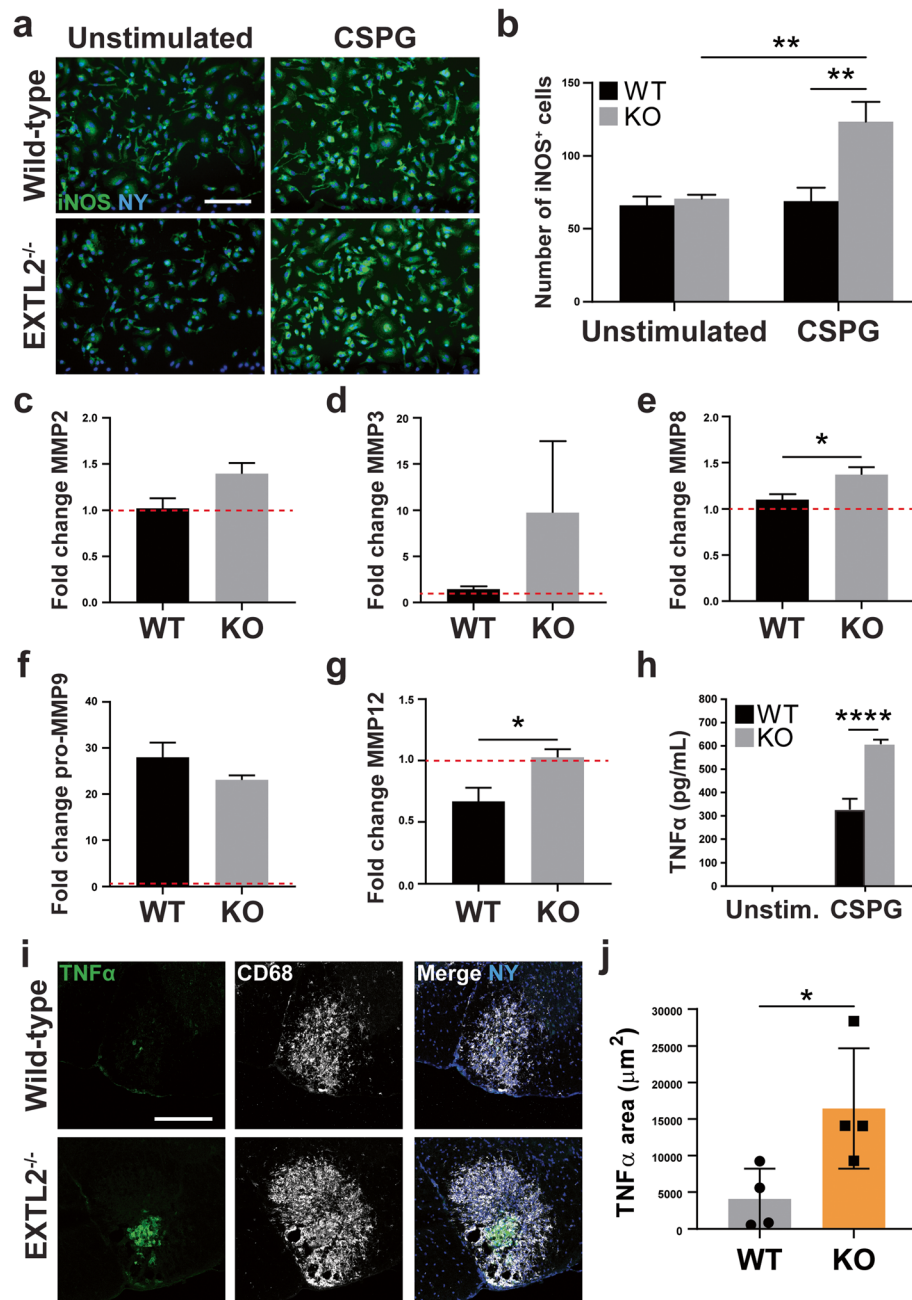 a
Unstimulated
CSPG
Wild-type
iNOS NY
EXTL2-/-
b
**
**
WT
KO
Number of iNOS+ cells
150
100
50
0
Unstimulated
CSPG
c
Fold change MMP2
2.0
1.5
1.0
0.5
0.0
WT
KO
d
Fold change MMP3
20
15
10
5
0
WT
KO
e
Fold change MMP8
2.0
1.5
1.0
0.5
0.0
*
WT
KO
f
Fold change pro-MMP9
40
30
20
10
0
WT
KO
g
Fold change MMP12
1.5
1.0
0.5
0.0
*
WT
KO
h
TNFα (pg/mL)
800
700
600
500
400
300
200
100
0
WT
KO
****
Unstim.
CSPG
i
TNFα
CD68
Merge NY
Wild-type
EXTL2-/-
j
*
TNFα area (μm2)
30000
25000
20000
15000
10000
5000
0
WT
KO